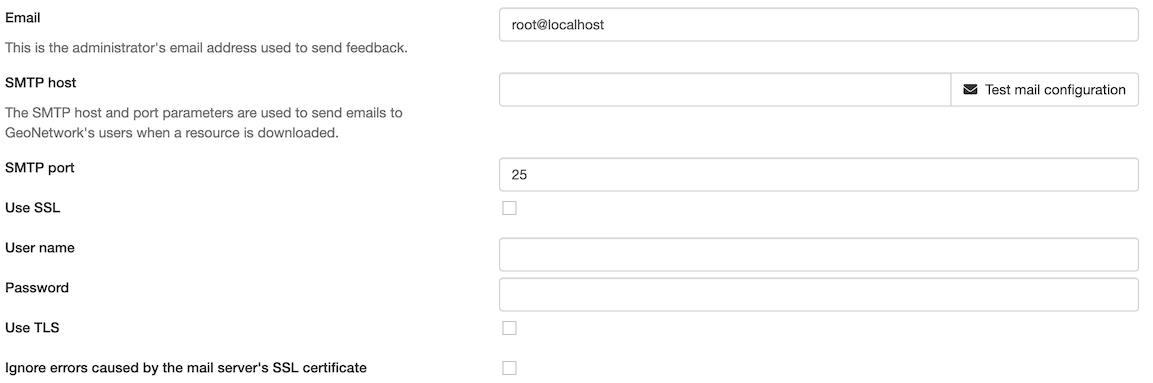 Email
root@localhost
This is the administrator's email address used to send feedback.
SMTP host
Test mail configuration
The SMTP host and port parameters are used to send emails to
GeoNetwork's users when a resource is downloaded.
SMTP port
25
Use SSL
User name
Password
Use TLS
Ignore errors caused by the mail server's SSL certificate